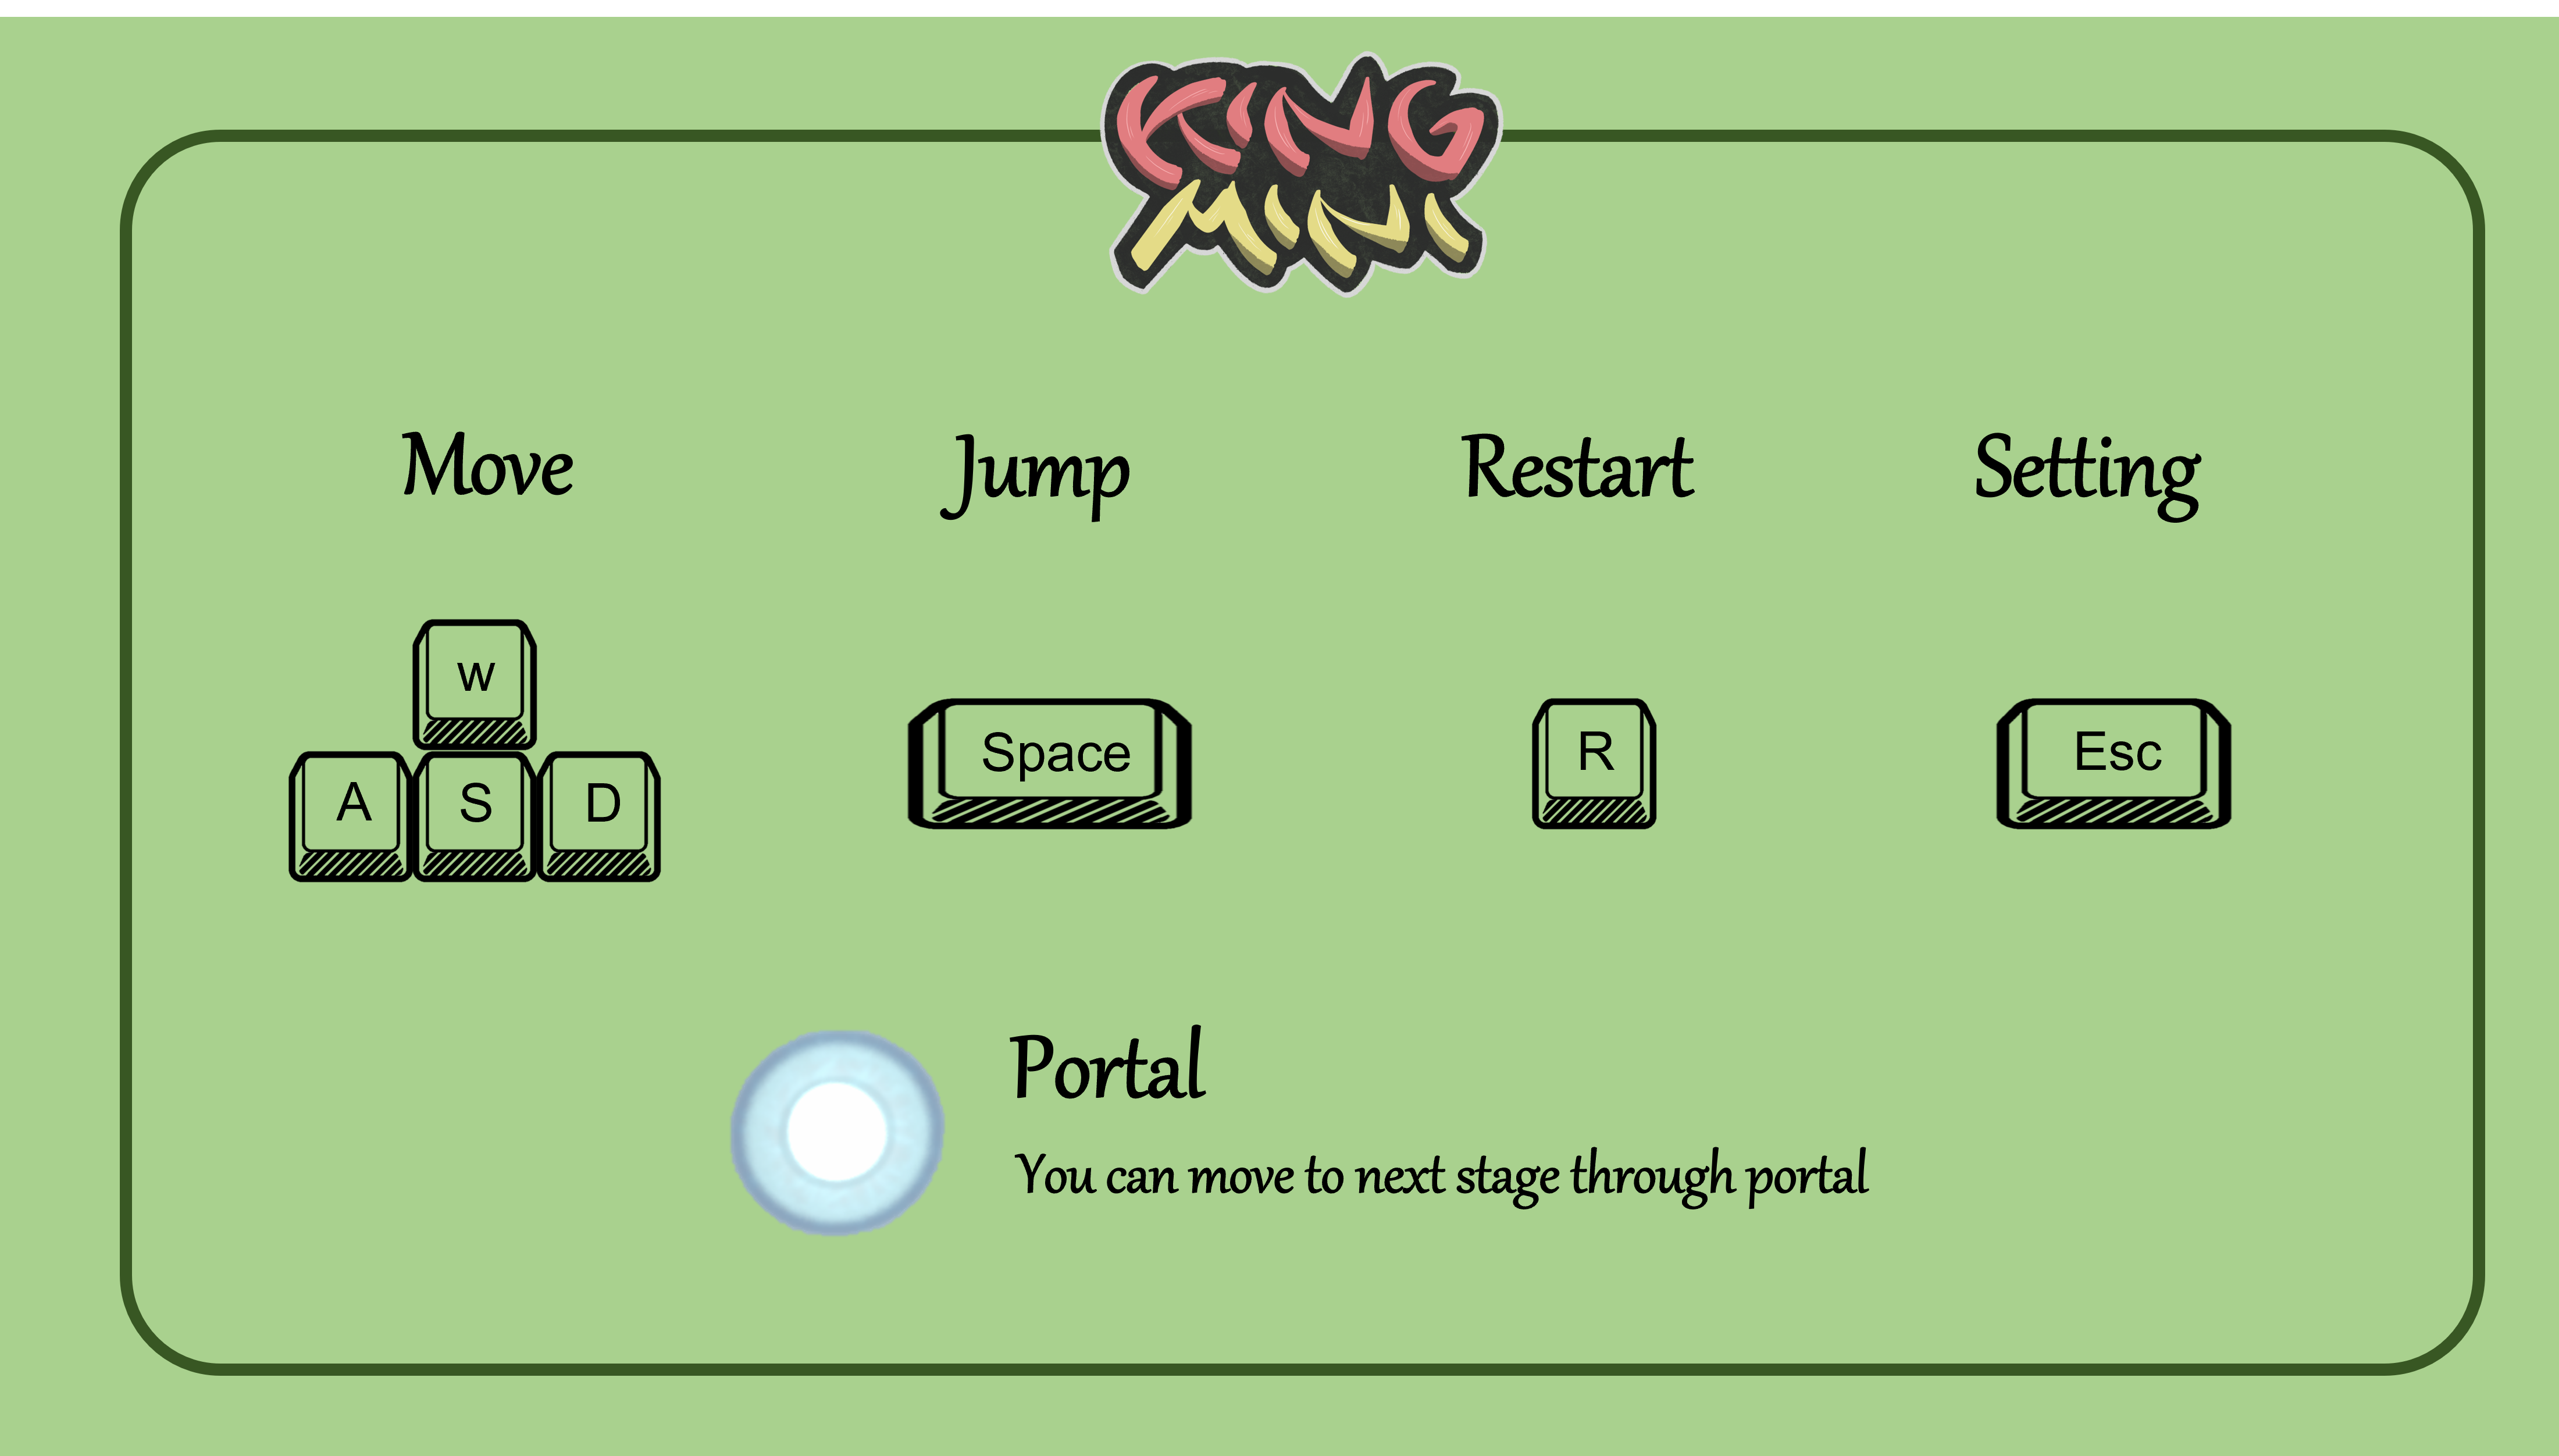 KING
MINI
Move
Jump
Restart
Setting
w
A S D
Space
R
Esc
Portal
You can move to next stage through portal